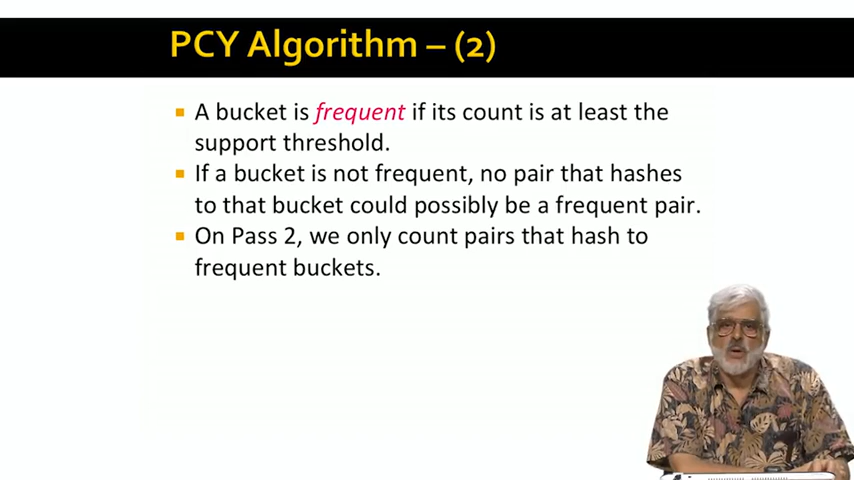 PCY Algorithm – (2)
A bucket is frequent if its count is at least the
support threshold.
If a bucket is not frequent, no pair that hashes
to that bucket could possibly be a frequent pair.
On Pass 2, we only count pairs that hash to
frequent buckets.